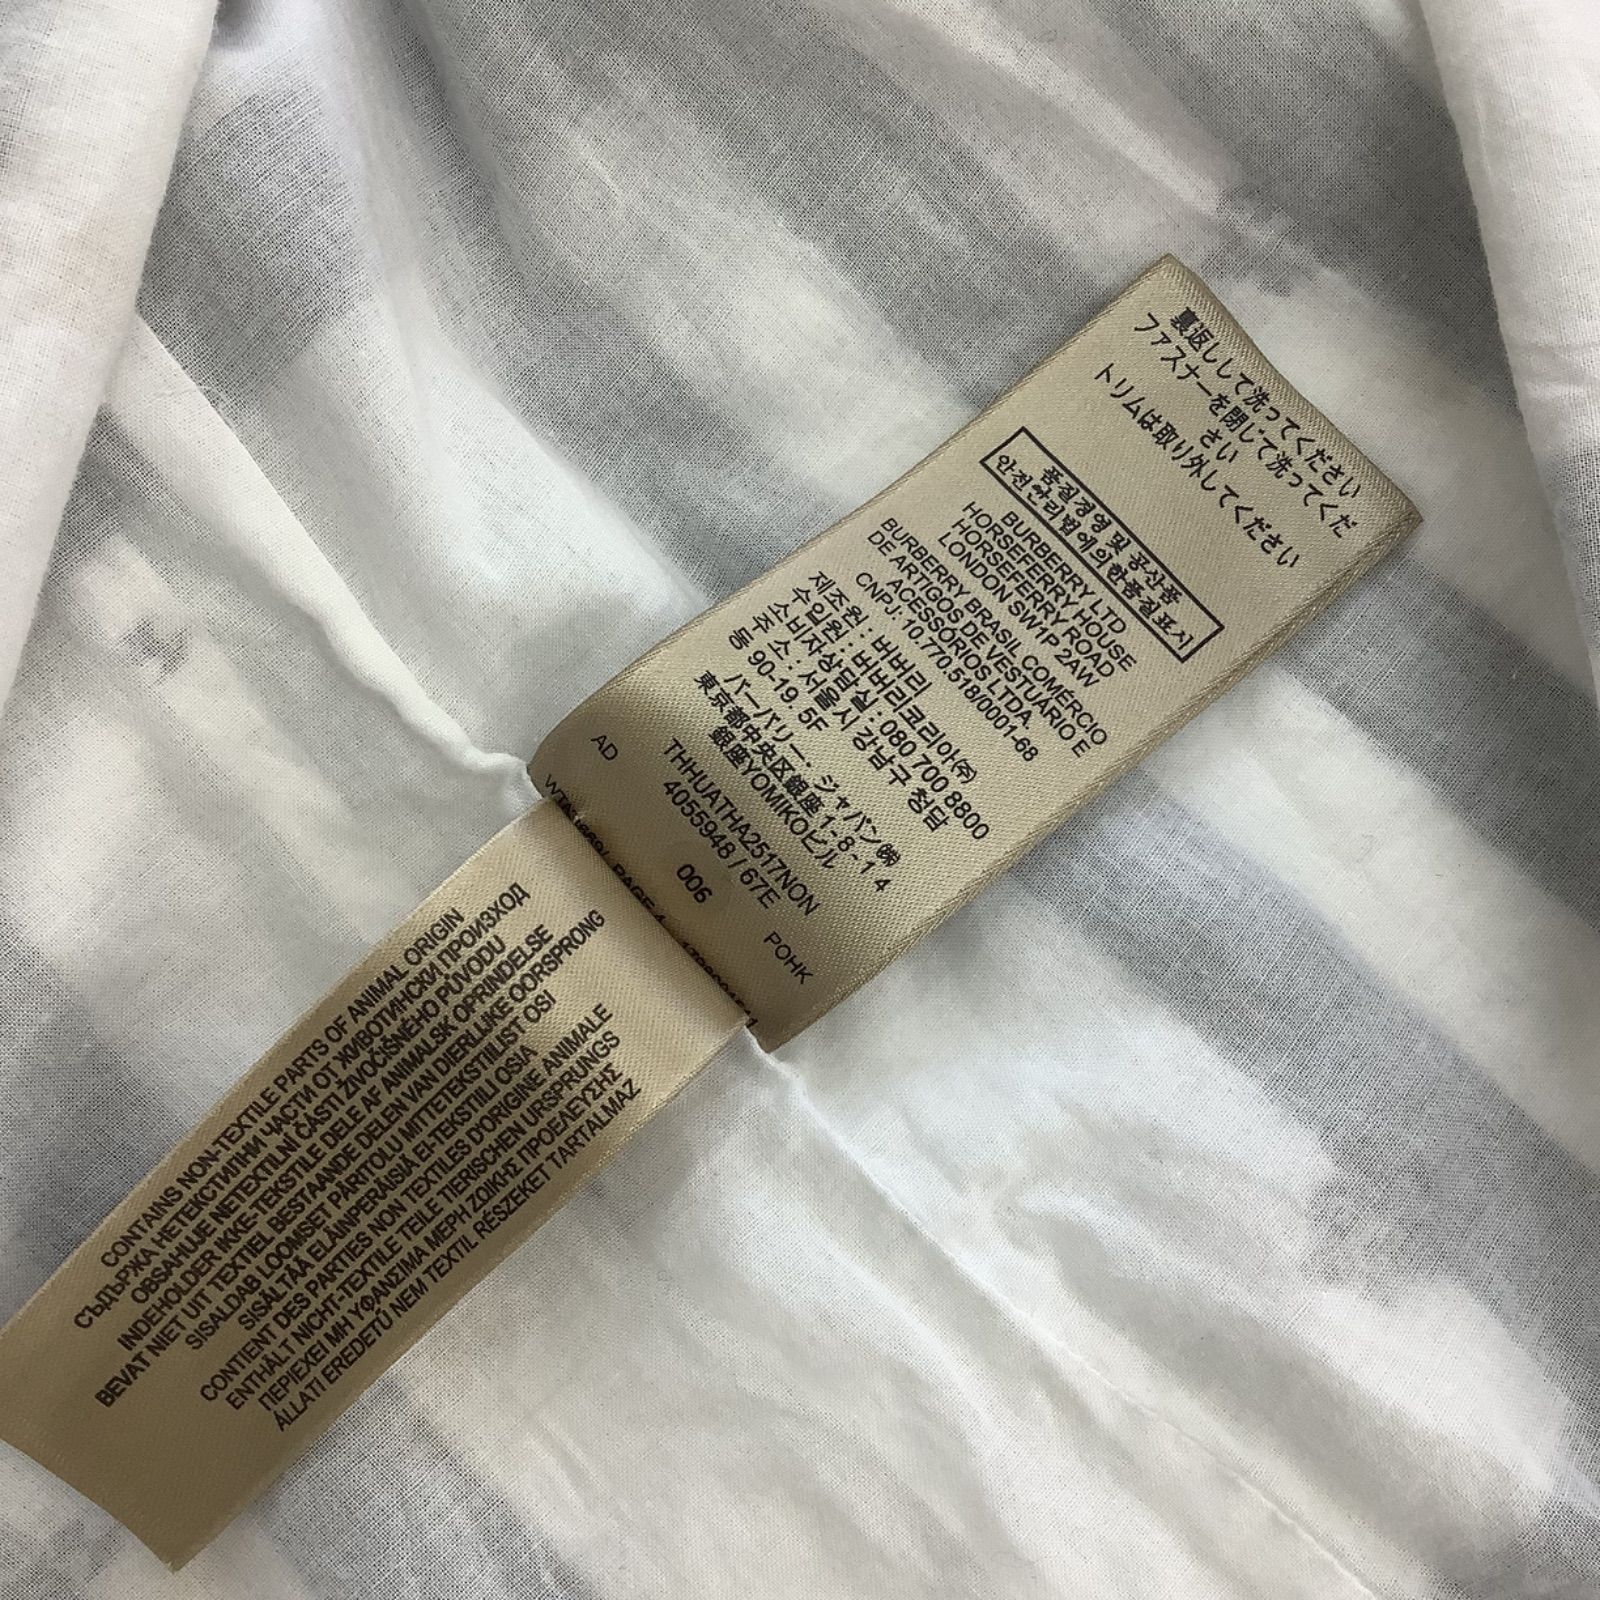 裏返しして洗ってください
ファスナーを閉じて洗ってくだ
さい
トリムは取り外してください
품질경영 및 공산품
안전관리법에의한품질표시
BURBERRY LTD
HORSEFERRY HOUSE
HORSEFERRY ROAD
LONDON SW1P 2AW
BURBERRY BRASIL COMÉRCIO
DE ARTIGOS DE VESTUÁRIO E
ACESSÓRIOS LTDA.
CNPJ: 10.770.518/0001-68
제조원 : 버버리
수입원 : 버버리코리아(주)
소비자상담실 : 080 700 8800
주 소 : 서울시 강남구 청담
동 90-19. 5F
バーバリー．ジャパン㈱
東京都中央区銀座1-8-14
銀座YOMIKOビル
THHUATHA2517NON
4055948 / 67E
006
AD
POHK
CONTAINS NON-TEXTILE PARTS OF ANIMAL ORIGIN
СЪДЪРЖА НЕТЕКСТИЛНИ ЧАСТИ ОТ ЖИВОТИНСКИ ПРОИЗХОД
OBSAHUJE NETEXTILNÍ ČÁSTI ŽIVOČIŠNÉHO PŮVODU
INDEHOLDER IKKE-TEKSTILE DELE AF ANIMALSK OPRINDELSE
BEVAT NIET UIT TEXTIEL BESTAANDE DELEN VAN DIERLIJKE OORSPRONG
SISALDAB LOOMSET PÄRITOLU MITTETEKSTIILIST OSI
SISÄLTÄÄ ELÄINPERÄISIÄ EI-TEKSTIILI OSIA
CONTIENT DES PARTIES NON TEXTILES D'ORIGINE ANIMALE
ENTHÄLT NICHT-TEXTILE TEILE TIERISCHEN URSPRUNGS
ΠΕΡΙΕΧΕΙ ΜΗ ΥΦΑΝΣΙΜΑ ΜΕΡΗ ΖΩΙΚΗΣ ΠΡΟΕΛΕΥΣΗΣ
ÁLLATI EREDETŰ NEM TEXTIL RÉSZEKET TARTALMAZ